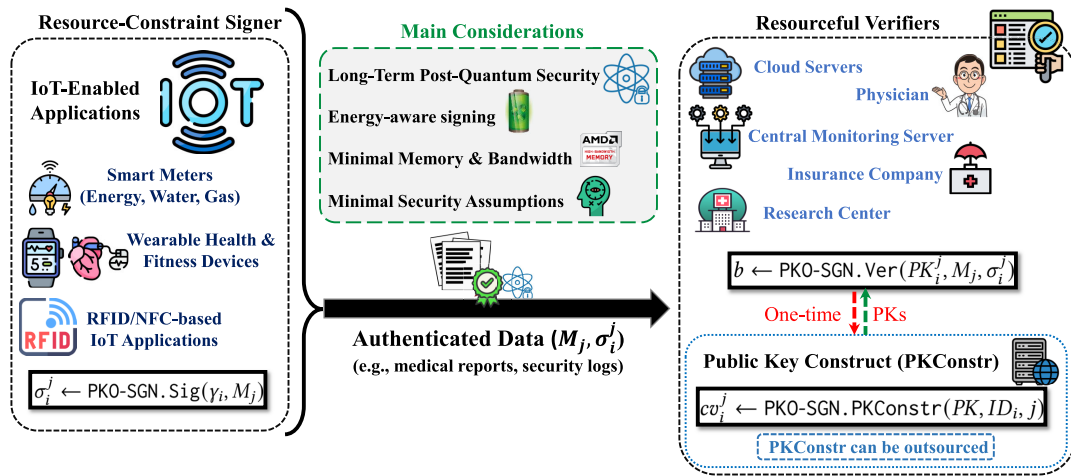 Resource-Constraint Signer
IoT-Enabled
Applications
IOT
Smart Meters
(Energy, Water, Gas)
Wearable Health &
Fitness Devices
5
RFID
RFID/NFC-based
IoT Applications
σ_i^j ← PKO-SGN.Sig(γ_i, M_j)
Main Considerations
Long-Term Post-Quantum Security
Energy-aware signing
Minimal Memory & Bandwidth
AMD
HIGH-BANDWIDTH
MEMORY
Minimal Security Assumptions
Authenticated Data (M_j, σ_i^j)
(e.g., medical reports, security logs)
Resourceful Verifiers
Cloud Servers
Physician
Central Monitoring Server
Insurance Company
Research Center
b ← PKO-SGN.Ver(PK_i^j, M_j, σ_i^j)
One-time PKs
Public Key Construct (PKConstr)
cv_i^j ← PKO-SGN.PKConstr(PK, ID_i, j)
PKConstr can be outsourced